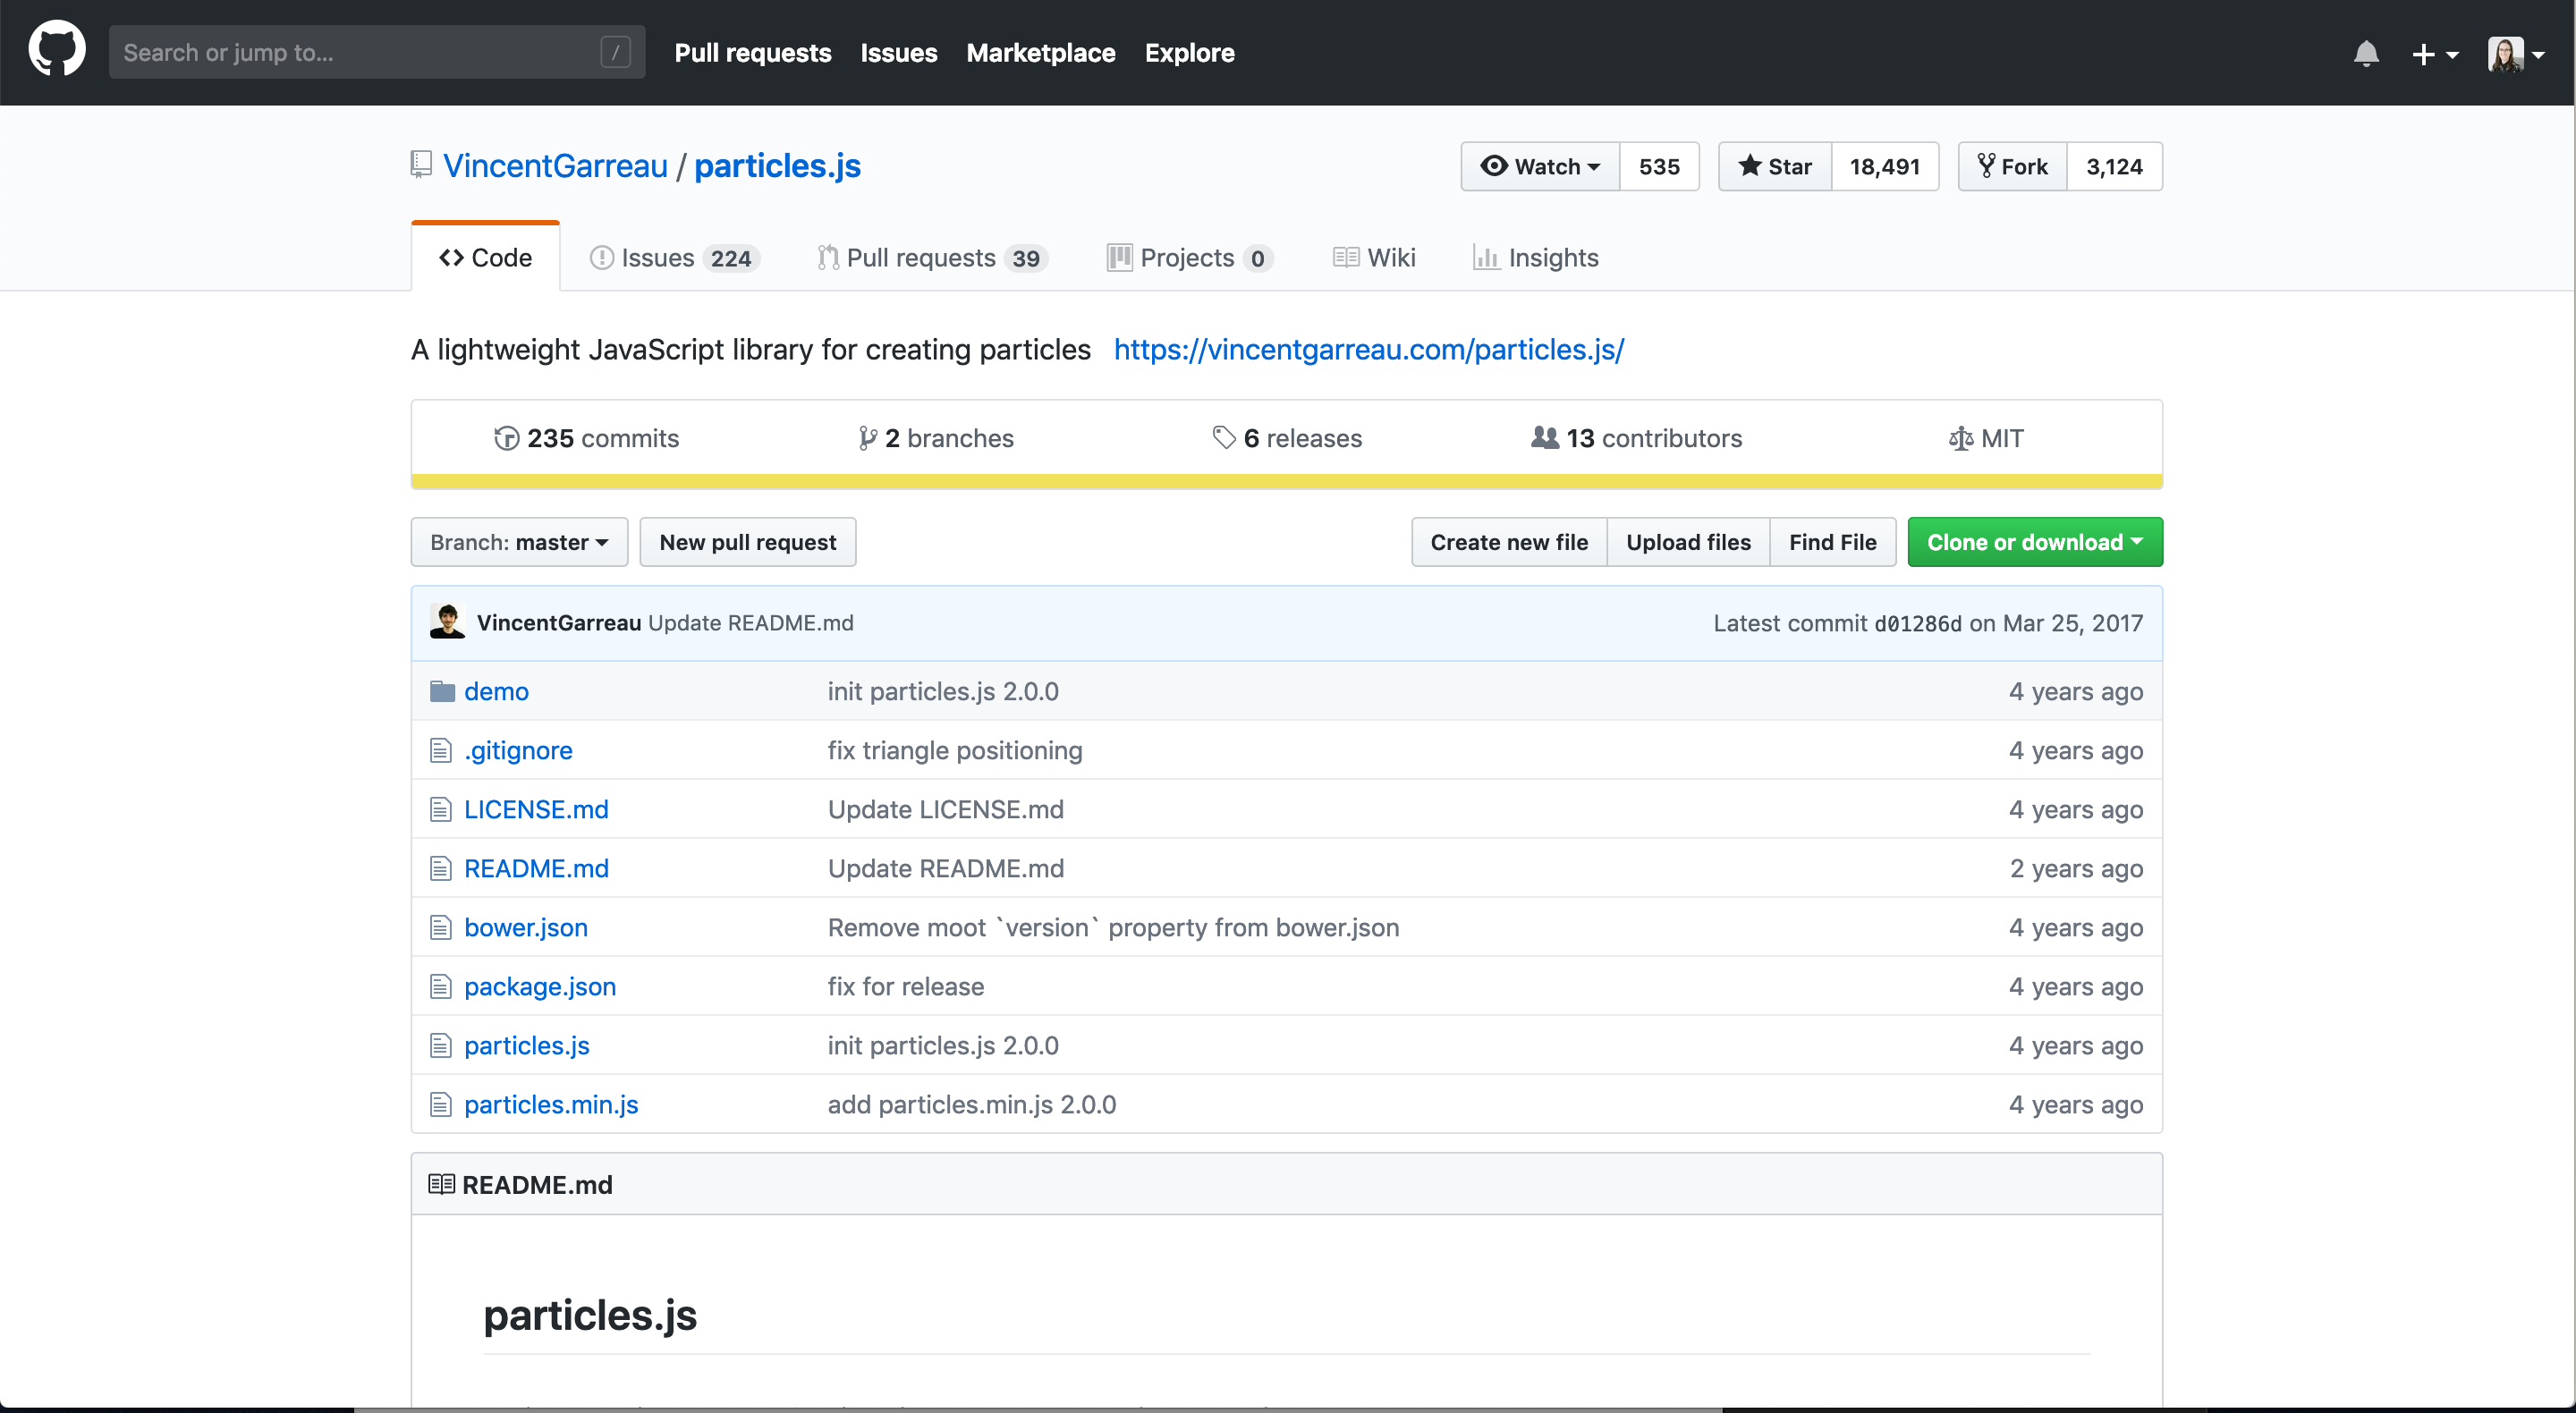 Search or jump to... /
Pull requests Issues Marketplace Explore
VincentGarreau / particles.js
Watch 535 Star 18,491 Fork 3,124
Code Issues 224 Pull requests 39 Projects 0 Wiki Insights
A lightweight JavaScript library for creating particles https://vincentgarreau.com/particles.js/
235 commits 2 branches 6 releases 13 contributors MIT
Branch: master New pull request Create new file Upload files Find File Clone or download
VincentGarreau Update README.md Latest commit d01286d on Mar 25, 2017
demo init particles.js 2.0.0 4 years ago
.gitignore fix triangle positioning 4 years ago
LICENSE.md Update LICENSE.md 4 years ago
README.md Update README.md 2 years ago
bower.json Remove moot `version` property from bower.json 4 years ago
package.json fix for release 4 years ago
particles.js init particles.js 2.0.0 4 years ago
particles.min.js add particles.min.js 2.0.0 4 years ago
README.md
particles.js